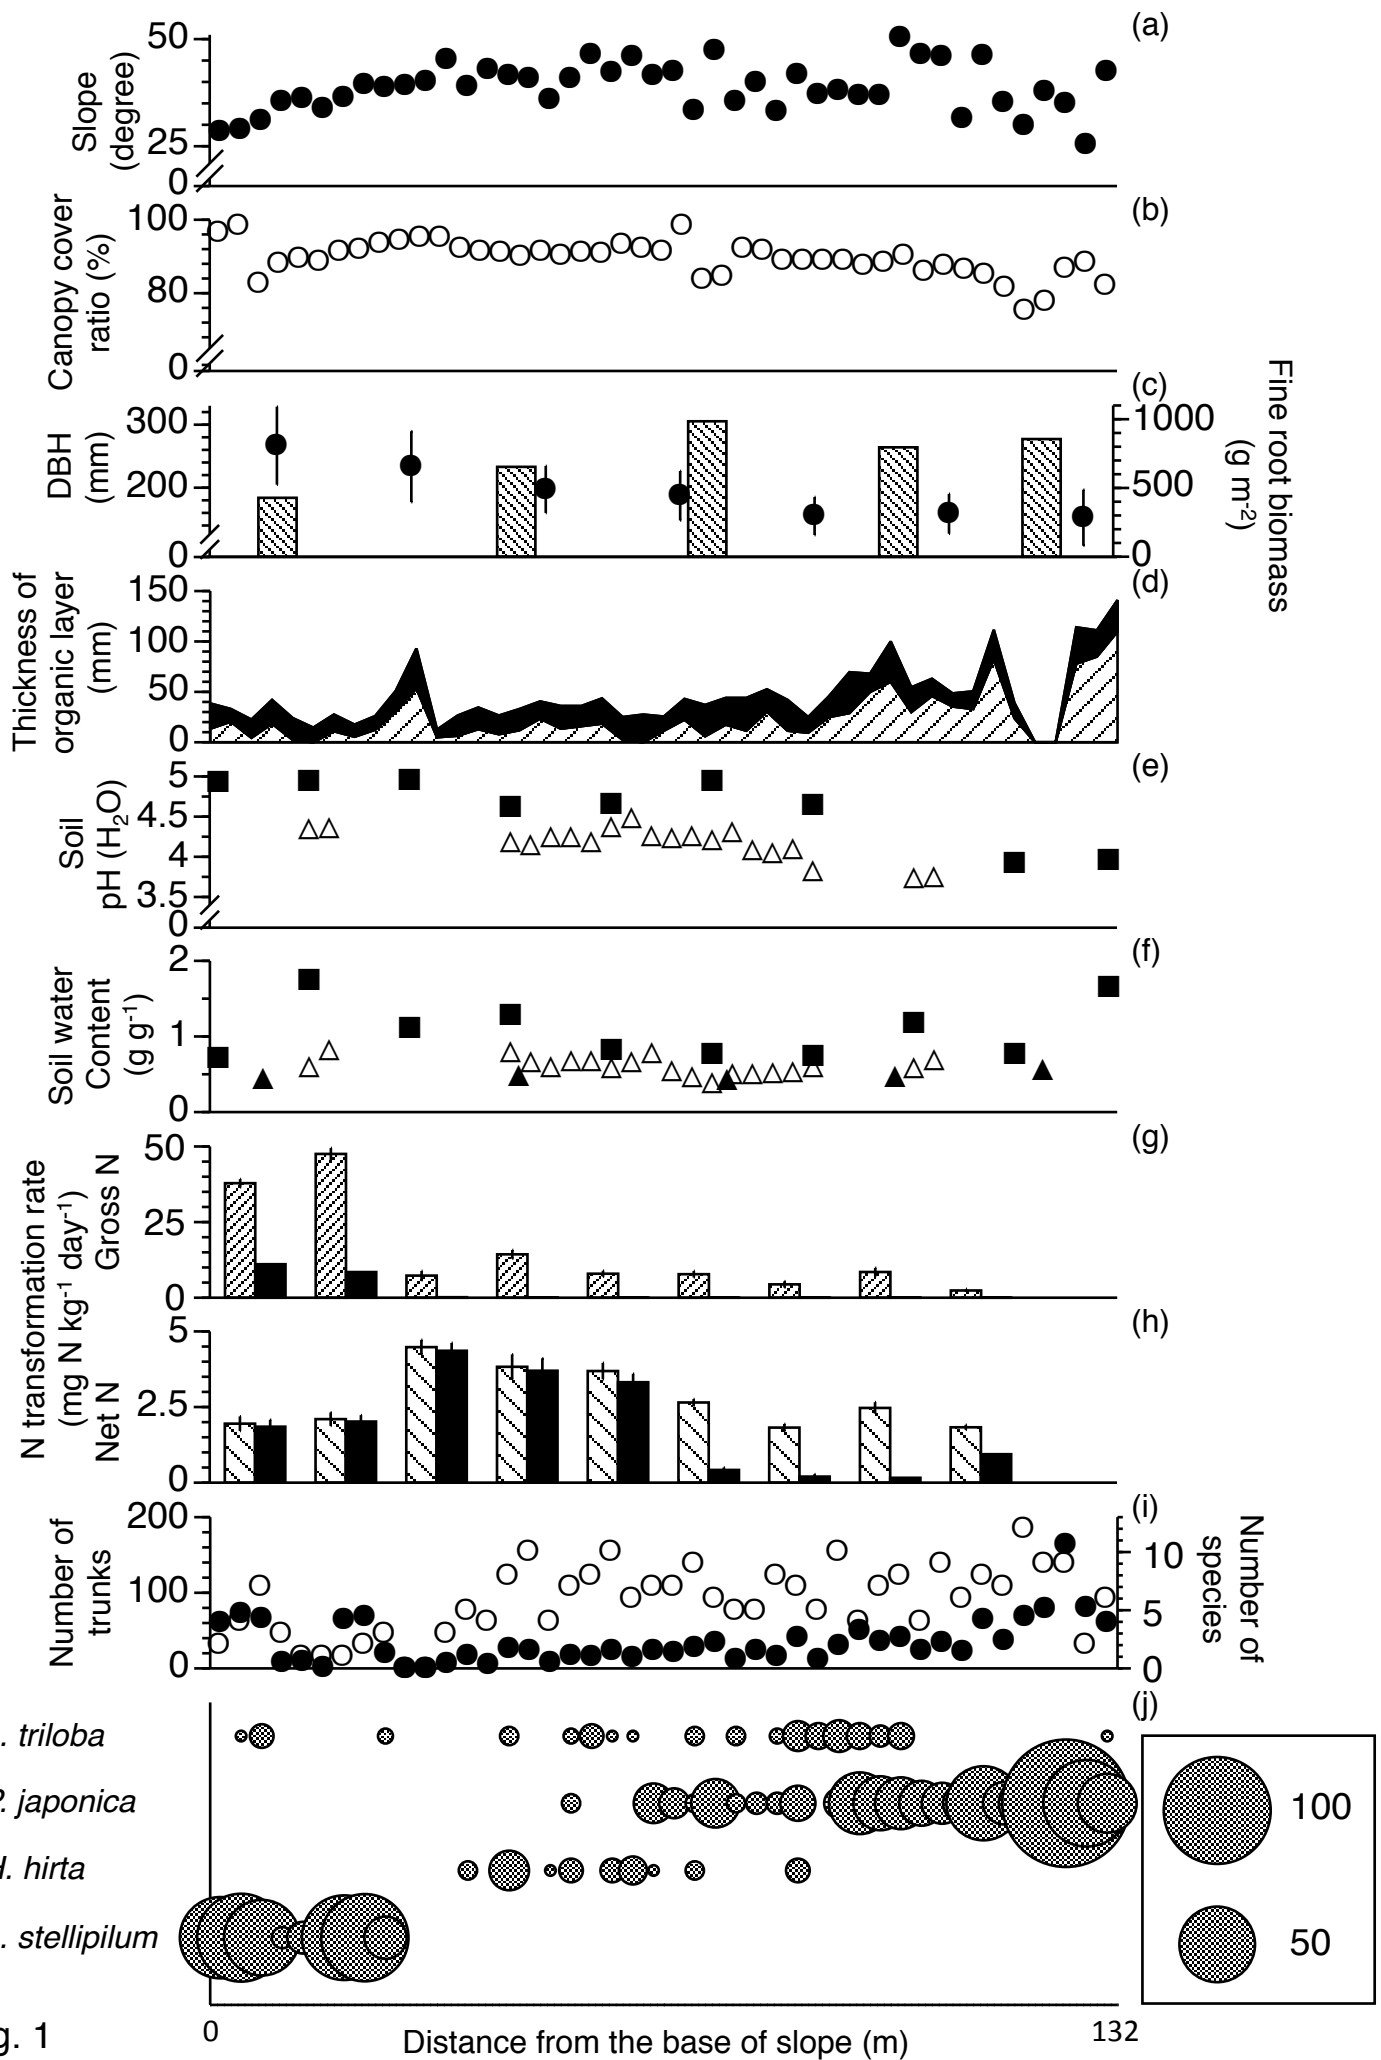 (a)
50
25
0
Slope
(degree)
(b)
100
80
0
Canopy cover
ratio (%)
(c)
300
200
0
DBH
(mm)
1000
500
0
Fine root biomass
(g m-2)
(d)
150
100
50
0
Thickness of
organic layer
(mm)
(e)
5
4.5
4
3.5
0
Soil
pH (H2O)
(f)
2
1
0
Soil water
Content
(g g-1)
(g)
50
25
0
N transformation rate
(mg N kg-1 day-1)
Gross N
(h)
5
2.5
0
Net N
(i)
200
100
0
Number of
trunks
10
5
0
Number of
species
(j)
. triloba
. japonica
. hirta
. stellipilum
100
50
0
132
Distance from the base of slope (m)
g. 1